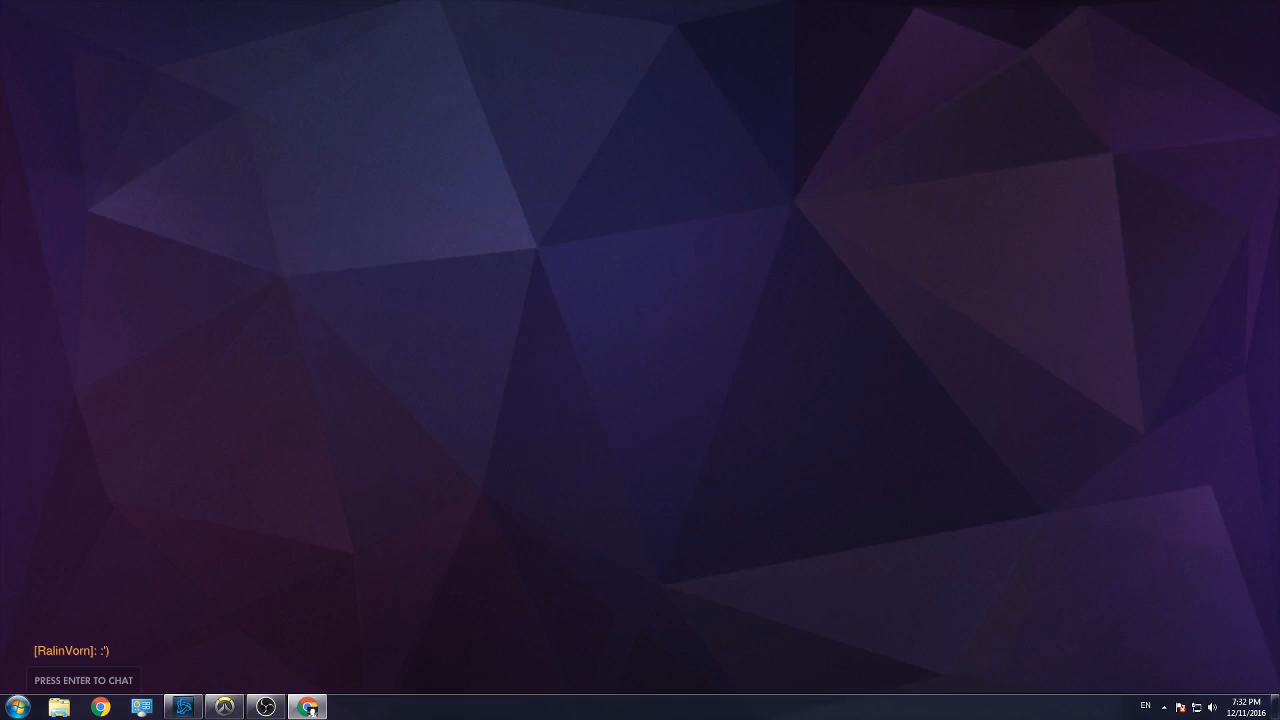 [RalinVorn]: :')
PRESS ENTER TO CHAT
EN
7:32 PM
12/11/2016